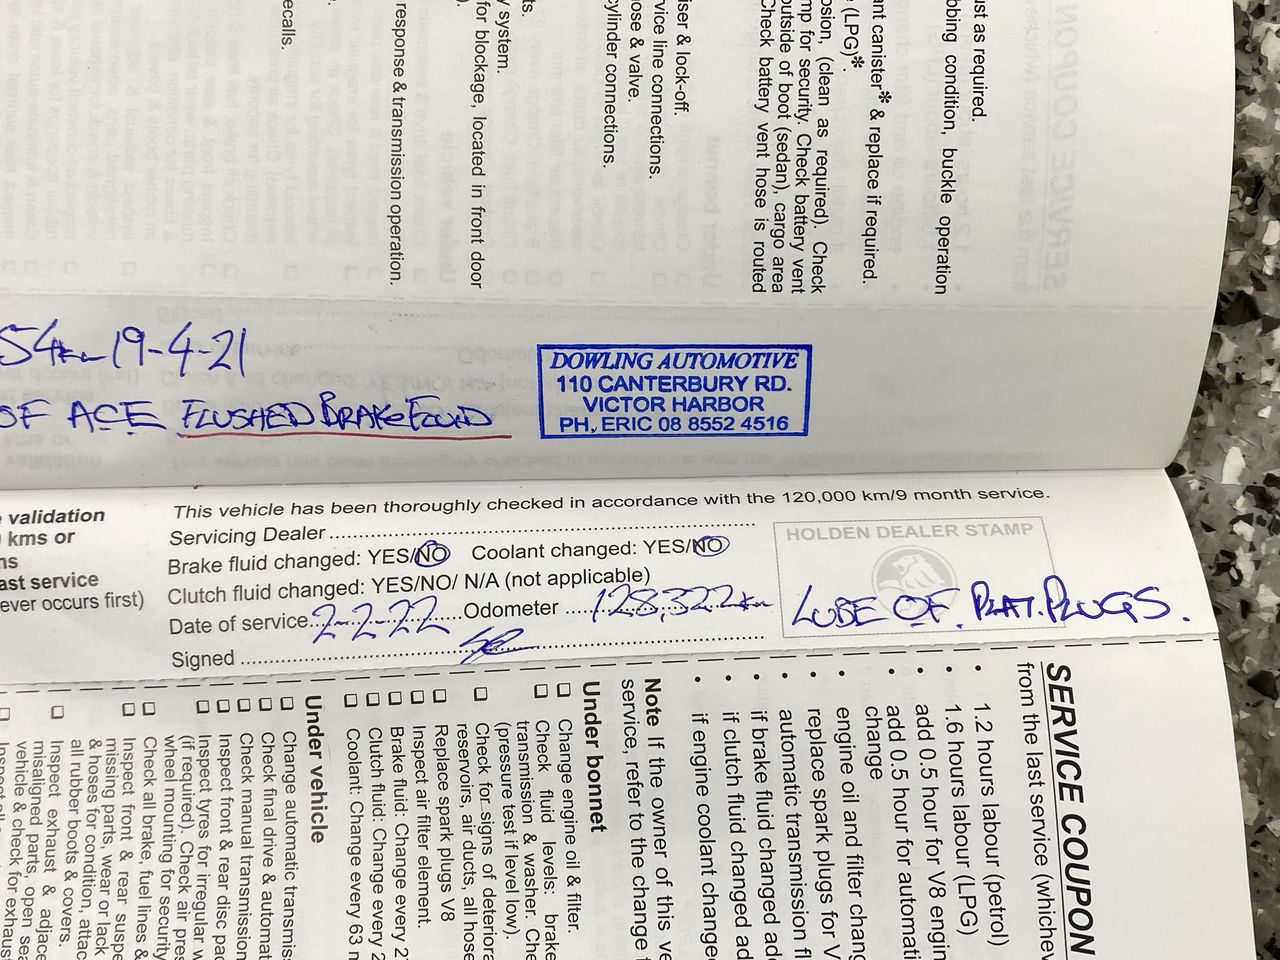 ust as required.
bbing condition, buckle operation
ant canister* & replace if required.
(LPG)*.
osion, (clean as required). Check
mp for security. Check battery vent
outside of boot (sedan), cargo area
Check battery vent hose is routed
iser & lock-off.
vice line connections.
ose & valve.
cylinder connections.
ts.
y system.
for blockage, located in front door
).
response & transmission operation.
ecalls.
54km 19-4-21
OF ACE FLUSHED BRAKE FLUID
DOWLING AUTOMOTIVE
110 CANTERBURY RD.
VICTOR HARBOR
PH, ERIC 08 8552 4516
e validation
0 kms or
hs
ast service
ever occurs first)
This vehicle has been thoroughly checked in accordance with the 120,000 km/9 month service.
Servicing Dealer
Brake fluid changed: YES/NO Coolant changed: YES/NO
Clutch fluid changed: YES/NO/ N/A (not applicable)
Date of service 2-2-22 Odometer 128,322km
Signed
HOLDEN DEALER STAMP
LUBE OF. PLAT. PLUGS.
SERVICE COUPON
from the last service (whichev
• 1.2 hours labour (petrol)
• 1.6 hours labour (LPG)
• add 0.5 hour for V8 engin
• add 0.5 hour for automati
change
• engine oil and filter chang
• replace spark plugs for V
• automatic transmission fl
• if brake fluid changed add
• if clutch fluid changed ad
• if engine coolant changed
Note If the owner of this ve
service, refer to the change
Under bonnet
Change engine oil & filter.
Check fluid levels: brake
transmission & washer. Che
(pressure test if level low).
Check for signs of deteriora
reservoirs, air ducts, all hose
Replace spark plugs V8
Inspect air filter element.
Brake fluid: Change every 2
Clutch fluid: Change every 2
Coolant: Change every 63 m
Under vehicle
Change automatic transmiss
Check final drive & automat
Check manual transmission
Inspect front & rear disc pad
Inspect tyres for irregular w
(if required). Check air pres
wheel mounting for security
Check all brake, fuel lines &
Inspect front & rear suspe
missing parts, wear or lack
& hoses for condition, attac
all rubber boots & covers.
Inspect exhaust & adjace
misaligned parts, open sea
vehicle & check for exhaus